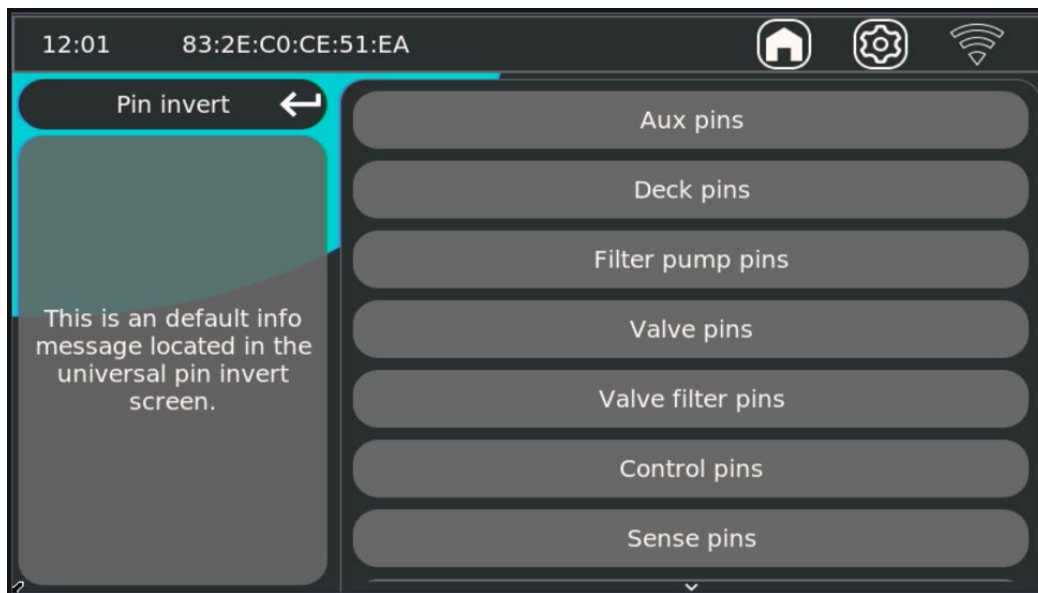 12:01 83:2E:C0:CE:51:EA
Pin invert
This is an default info
message located in the
universal pin invert
screen.
Aux pins
Deck pins
Filter pump pins
Valve pins
Valve filter pins
Control pins
Sense pins